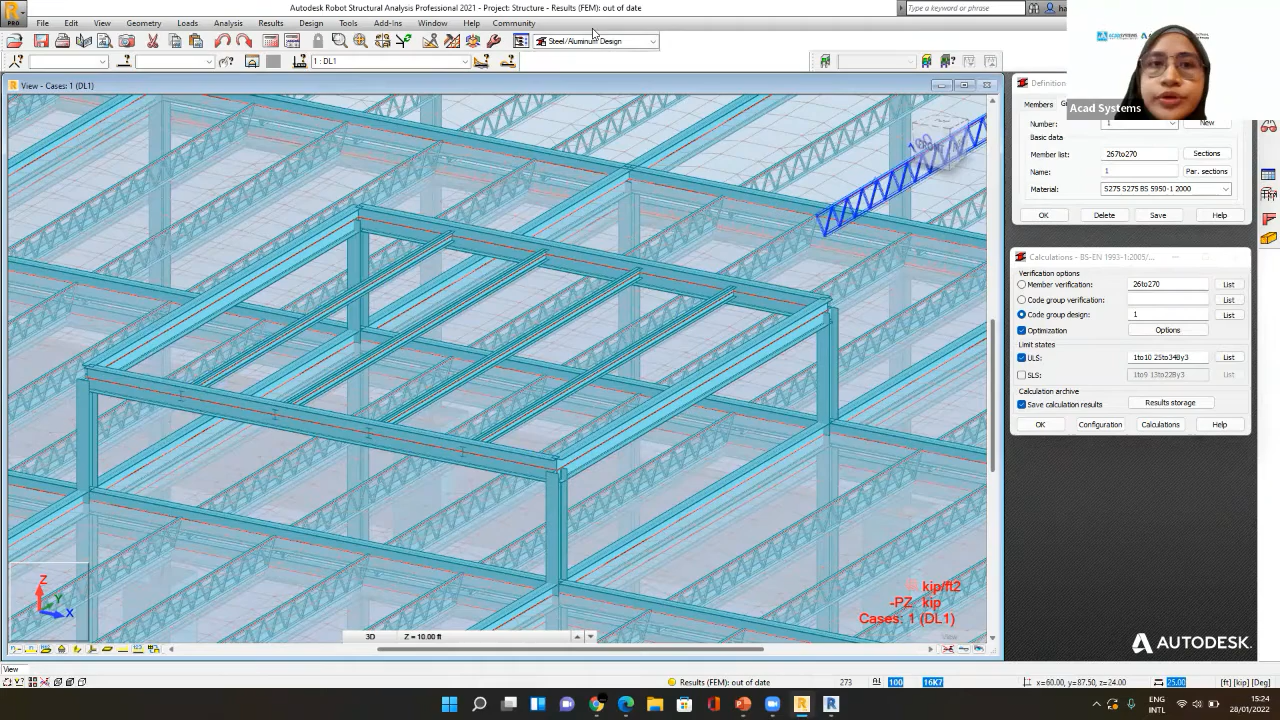 PRO
Autodesk Robot Structural Analysis Professional 2021 - Project: Structure - Results (FEM): out of date
Type a keyword or phrase
File Edit View Geometry Loads Analysis Results Design Tools Add-Ins Window Help Community
Steel/Aluminum Design
1 : DL1
View - Cases: 1 (DL1)
ACADSYSTEMS
Acad Systems
Definition
Members
Number:
1
New
Basic data
Member list:
267to270
Sections
Name:
1
Par. sections
Material:
S275 S275 BS 5950-1 2000
OK
Delete
Save
Help
Calculations - BS-EN 1993-1:2005/...
Verification options
Member verification:
26to270
List
Code group verification:
List
Code group design:
1
List
Optimization
Options
Limit states
ULS:
1to10 25to34By3
List
SLS:
1to9 13to22By3
List
Calculation archive
Save calculation results
Results storage
OK
Configuration
Calculations
Help
Z
Y
X
kip/ft2
-PZ kip
Cases: 1 (DL1)
3D
Z = 10.00 ft
View
AUTODESK.
View
Results (FEM): out of date
273
100
16K7
x=60.00, y=87.50, z=24.00
25.00
[ft] [kip] [Deg]
ENG
INTL
15:24
28/01/2022